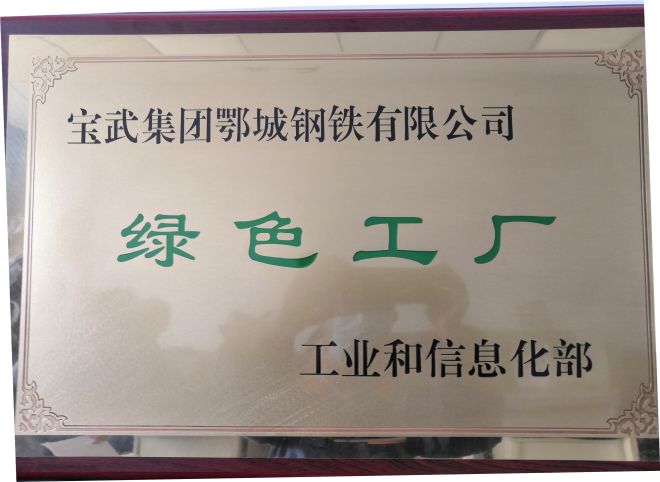 宝武集团鄂城钢铁有限公司
绿色工厂
工业和信息化部